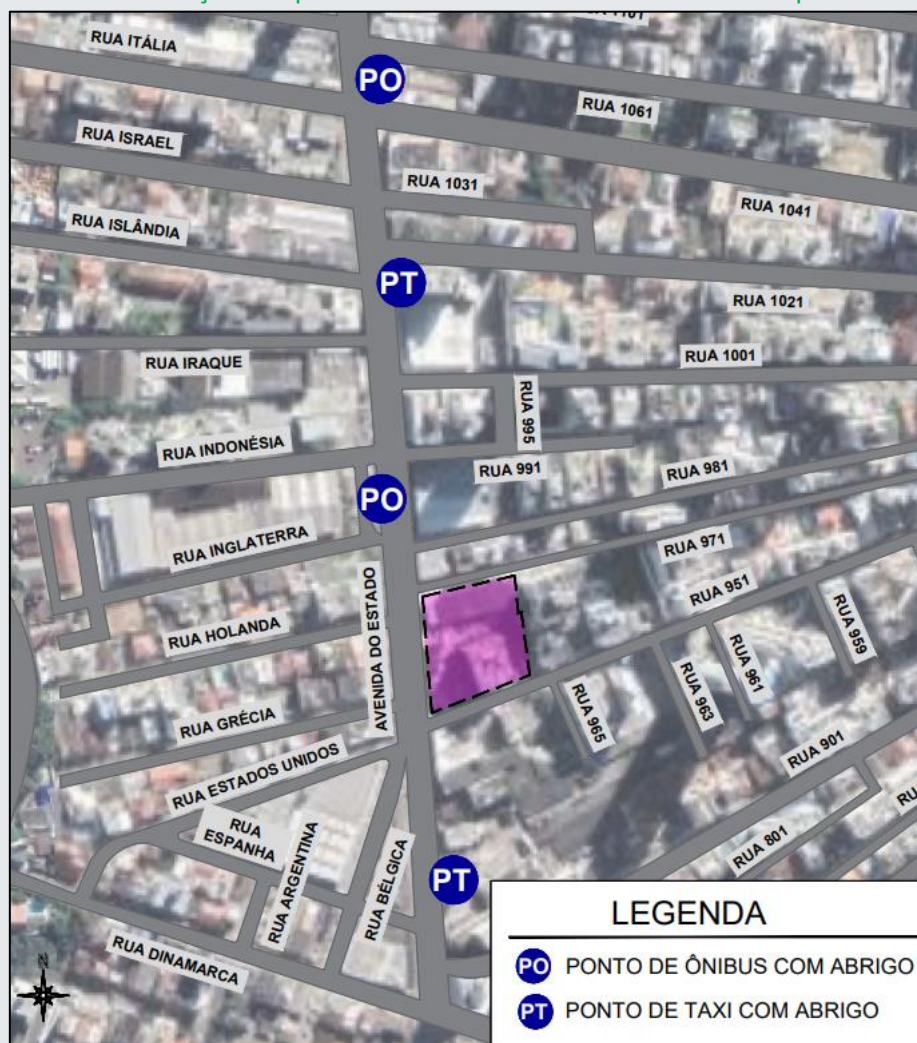 RUA ITÁLIA
PO
RUA 1061
RUA ISRAEL
RUA 1031
RUA 1041
RUA ISLÂNDIA
PT
RUA 1021
RUA IRAQUE
RUA 1001
RUA 995
RUA INDONÉSIA
RUA 991
RUA 981
PO
RUA INGLATERRA
RUA 971
RUA 951
AVENIDA DO ESTADO
RUA HOLANDA
RUA 959
RUA 961
RUA 963
RUA 965
RUA GRÉCIA
RUA 901
RUA ESTADOS UNIDOS
RUA
ESPANHA
RUA ARGENTINA
RUA BÉLGICA
RUA 801
PT
RUA DINAMARCA
N
LEGENDA
PO PONTO DE ÔNIBUS COM ABRIGO
PT PONTO DE TAXI COM ABRIGO